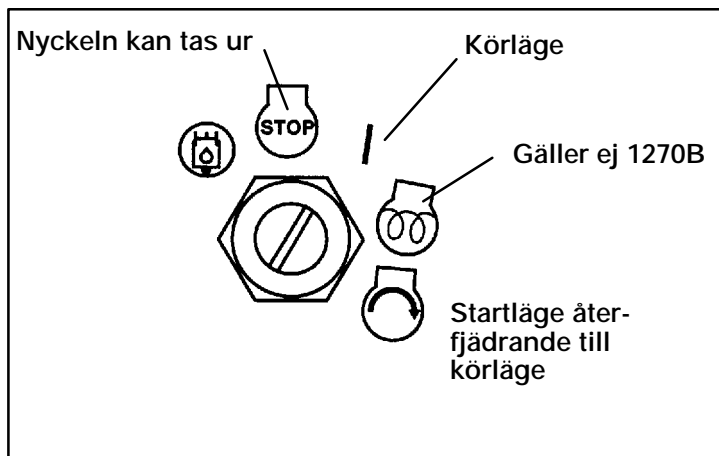 Nyckeln kan tas ur
Körläge
STOP
Gäller ej 1270B
Startläge åter-
fjädrande till
körläge